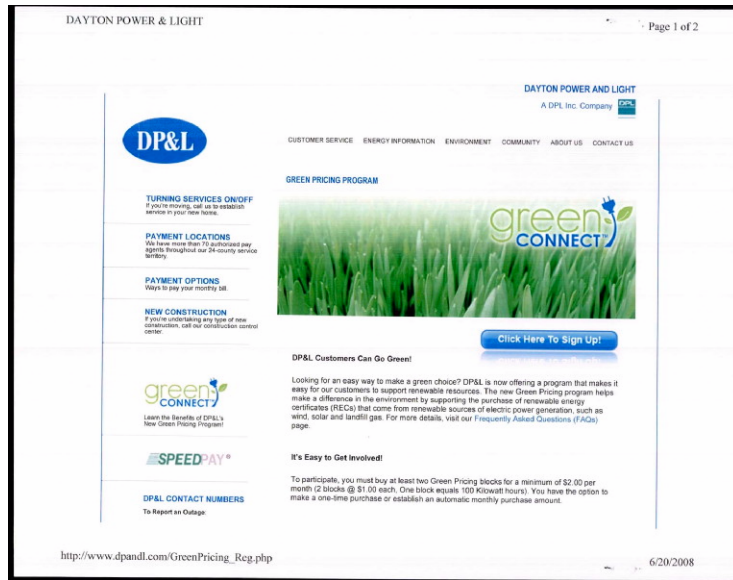 DAYTON POWER & LIGHT
Page 1 of 2
DAYTON POWER AND LIGHT
A DPL Inc. Company DPL
DP&L
CUSTOMER SERVICE ENERGY INFORMATION ENVIRONMENT COMMUNITY ABOUT US CONTACT US
GREEN PRICING PROGRAM
TURNING SERVICES ON/OFF
If you're moving, call us to establish
service in your new home.
PAYMENT LOCATIONS
We have more than 70 authorized pay
agents throughout our 24-county service
territory.
PAYMENT OPTIONS
Ways to pay your monthly bill.
NEW CONSTRUCTION
If you're undertaking any type of new
construction, call our construction control
center.
green
CONNECT
Learn the Benefits of DP&L's
New Green Pricing Program!
SPEEDPAY®
DP&L CONTACT NUMBERS
To Report an Outage:
green
CONNECT
Click Here To Sign Up!
DP&L Customers Can Go Green!
Looking for an easy way to make a green choice? DP&L is now offering a program that makes it
easy for our customers to support renewable resources. The new Green Pricing program helps
make a difference in the environment by supporting the purchase of renewable energy
certificates (RECs) that come from renewable sources of electric power generation, such as
wind, solar and landfill gas. For more details, visit our Frequently Asked Questions (FAQs)
page.
It's Easy to Get Involved!
To participate, you must buy at least two Green Pricing blocks for a minimum of $2.00 per
month (2 blocks @ $1.00 each, One block equals 100 Kilowatt hours). You have the option to
make a one-time purchase or establish an automatic monthly purchase amount.
http://www.dpandl.com/GreenPricing_Reg.php
6/20/2008